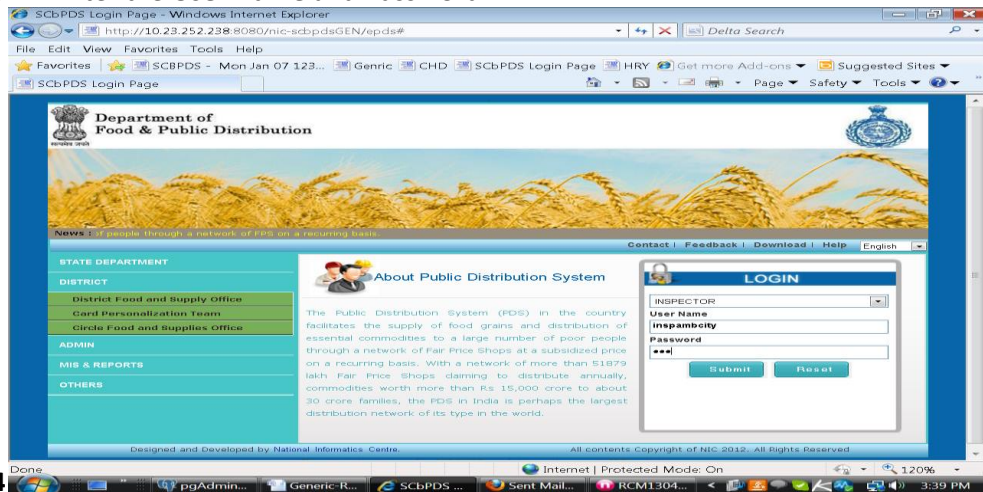 SCbPDS Login Page - Windows Internet Explorer
http://10.23.252.238:8080/nic-scbpdsGEN/epds#
Delta Search
File Edit View Favorites Tools Help
Favorites SCBPDS - Mon Jan 07 123... Genric CHD SCbPDS Login Page HRY Get more Add-ons Suggested Sites
SCbPDS Login Page
Page Safety Tools
Department of
Food & Public Distribution
सत्यमेव जयते
News : of people through a network of FPS on a recurring basis.
Contact | Feedback | Download | Help English
STATE DEPARTMENT
DISTRICT
District Food and Supply Office
Card Personalization Team
Circle Food and Supplies Office
ADMIN
MIS & REPORTS
OTHERS
About Public Distribution System
The Public Distribution System (PDS) in the country
facilitates the supply of food grains and distribution of
essential commodities to a large number of poor people
through a network of Fair Price Shops at a subsidized price
on a recurring basis. With a network of more than 51879
lakh Fair Price Shops claiming to distribute annually,
commodities worth more than Rs 15,000 crore to about
30 crore families, the PDS in India is perhaps the largest
distribution network of its type in the world.
LOGIN
INSPECTOR
User Name
inspambcity
Password
Submit Reset
Designed and Developed by National Informatics Centre.
All contents Copyright of NIC 2012. All Rights Reserved
Done
Internet | Protected Mode: On
120%
4
pgAdmin... Generic-R... SCbPDS ... Sent Mail... RCM1304... 3:39 PM